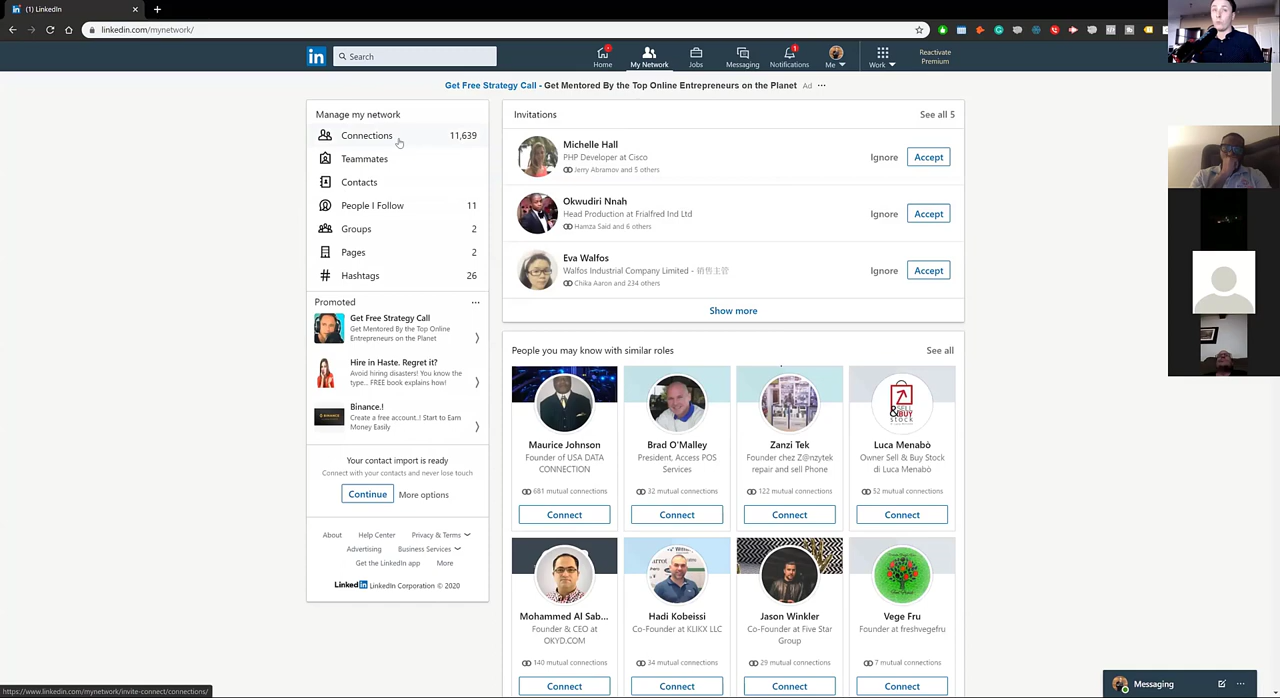 (1) LinkedIn
linkedin.com/mynetwork/
in
Search
Home
My Network
Jobs
Messaging
1
Notifications
Me
Work
Reactivate
Premium
Get Free Strategy Call - Get Mentored By the Top Online Entrepreneurs on the Planet Ad ...
Manage my network
Connections 11,639
Teammates
Contacts
People I Follow 11
Groups 2
Pages 2
Hashtags 26
Promoted ...
Get Free Strategy Call
Get Mentored By the Top Online
Entrepreneurs on the Planet
Hire in Haste. Regret it?
Avoid hiring disasters! You know the
type... FREE book explains how!
Binance.!
Create a free account..! Start to Earn
Money Easily
Your contact import is ready
Connect with your contacts and never lose touch
Continue More options
About Help Center Privacy & Terms
Advertising Business Services
Get the LinkedIn app More
LinkedIn LinkedIn Corporation © 2020
Invitations See all 5
Michelle Hall
PHP Developer at Cisco
Jerry Abramov and 5 others
Ignore Accept
Okwudiri Nnah
Head Production at Frialfred Ind Ltd
Hamza Said and 6 others
Ignore Accept
Eva Walfos
Walfos Industrial Company Limited - 销售主管
Chika Aaron and 234 others
Ignore Accept
Show more
People you may know with similar roles See all
Maurice Johnson
Founder of USA DATA
CONNECTION
681 mutual connections
Connect
Brad O'Malley
President, Access POS
Services
32 mutual connections
Connect
Zanzi Tek
Founder chez Z@nzytek
repair and sell Phone
122 mutual connections
Connect
SELL
&BUY
STOCK
Luca Menabò
Owner Sell & Buy Stock
di Luca Menabò
52 mutual connections
Connect
Mohammed Al Sab...
Founder & CEO at
OKYD.COM
140 mutual connections
Connect
Hadi Kobeissi
Co-Founder at KLIKX LLC
34 mutual connections
Connect
Jason Winkler
Co-Founder at Five Star
Group
29 mutual connections
Connect
Vege Fru
Founder at freshvegefru
7 mutual connections
Connect
Messaging ...
https://www.linkedin.com/mynetwork/invite-connect/connections/